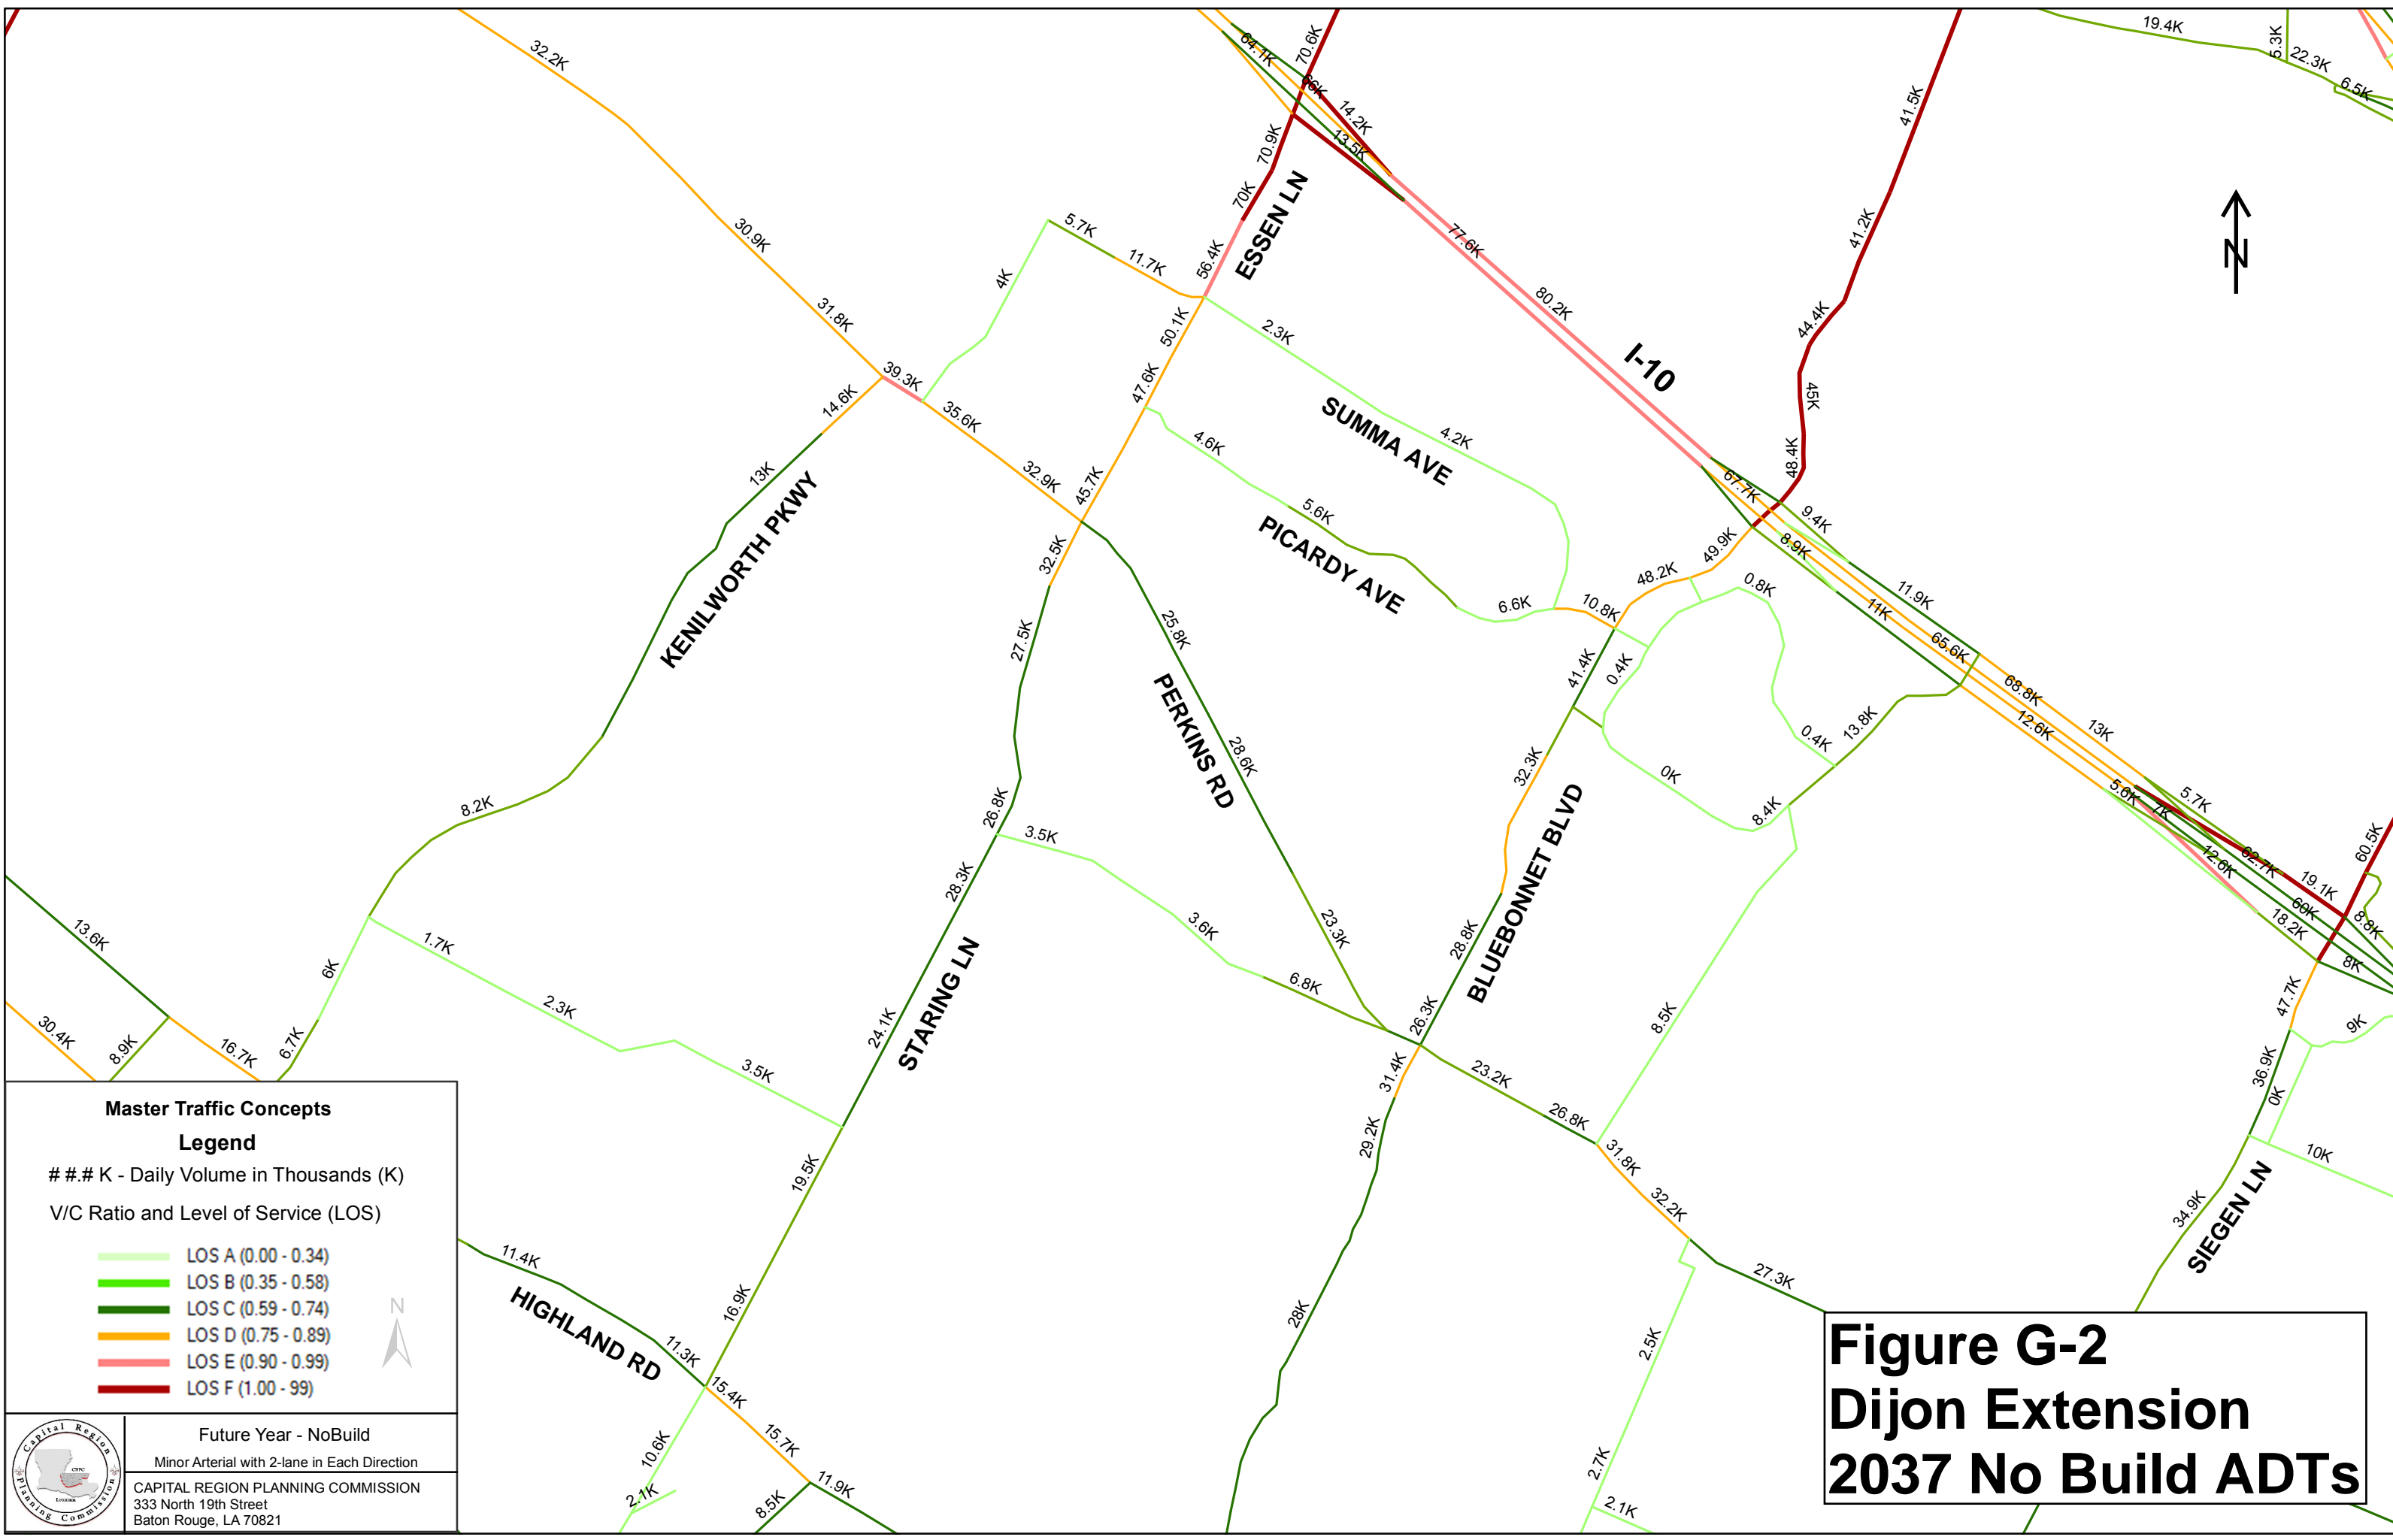 32.2K
64.1K
70.6K
66K
14.2K
13.5K
19.4K
5.3K
22.3K
6.5K
41.5K
70.9K
70K
ESSEN LN
56.4K
5.7K
11.7K
4K
30.9K
31.8K
77.6K
80.2K
I-10
41.2K
44.4K
45K
48.4K
N
39.3K
14.6K
35.6K
32.9K
50.1K
47.6K
45.7K
2.3K
SUMMA AVE
4.2K
4.6K
5.6K
PICARDY AVE
6.6K
10.8K
48.2K
49.9K
67.7K
9.4K
8.9K
11.9K
11K
65.6K
68.8K
12.6K
13K
13K
KENILWORTH PKWY
8.2K
32.5K
27.5K
26.8K
25.8K
PERKINS RD
28.6K
23.3K
41.4K
0.4K
0.8K
0.4K
13.8K
0K
8.4K
32.3K
BLUEBONNET BLVD
28.8K
26.3K
5.6K
7K
5.7K
12.6K
62.7K
19.1K
60K
18.2K
60.5K
8.8K
8K
47.7K
9K
36.9K
0K
10K
34.9K
SIEGEN LN
3.5K
3.6K
6.8K
28.3K
24.1K
STARING LN
19.5K
16.9K
13.6K
30.4K
8.9K
16.7K
6K
6.7K
1.7K
2.3K
3.5K
31.4K
29.2K
28K
23.2K
26.8K
8.5K
31.8K
32.2K
27.3K
2.5K
2.7K
2.1K
11.4K
HIGHLAND RD
11.3K
15.4K
15.7K
10.6K
2.1K
8.5K
11.9K
Master Traffic Concepts
Legend
# #.# K - Daily Volume in Thousands (K)
V/C Ratio and Level of Service (LOS)
LOS A (0.00 - 0.34)
LOS B (0.35 - 0.58)
LOS C (0.59 - 0.74)
LOS D (0.75 - 0.89)
LOS E (0.90 - 0.99)
LOS F (1.00 - 99)
N
Capital Region
Planning Commission
CRPC
Louisiana
Future Year - NoBuild
Minor Arterial with 2-lane in Each Direction
CAPITAL REGION PLANNING COMMISSION
333 North 19th Street
Baton Rouge, LA 70821
Figure G-2
Dijon Extension
2037 No Build ADTs